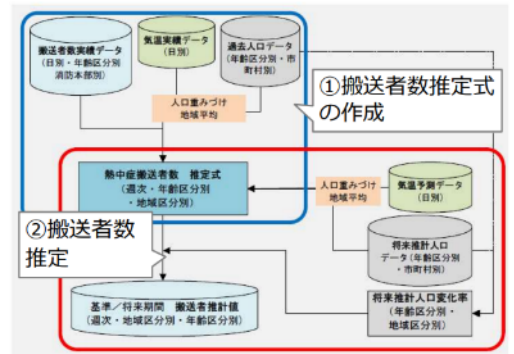 搬送者数実績データ
(日別・年齢区分別
消防本部別)
気温実績データ
(日別)
過去人口データ
(年齢区分別・市
町村別)
人口重みづけ
地域平均
①搬送者数推定式
の作成
熱中症搬送者数 推定式
(週次・年齢区分別
・地域区分別)
人口重みづけ
地域平均
気温予測データ
(日別)
②搬送者数
推定
将来推計人口
データ(年齢区分別
・市町村別)
基準/将来期間 搬送者推計値
(週次・地域区分別・年齢区分別)
将来推計人口変化率
(年齢区分別・
地域区分別)